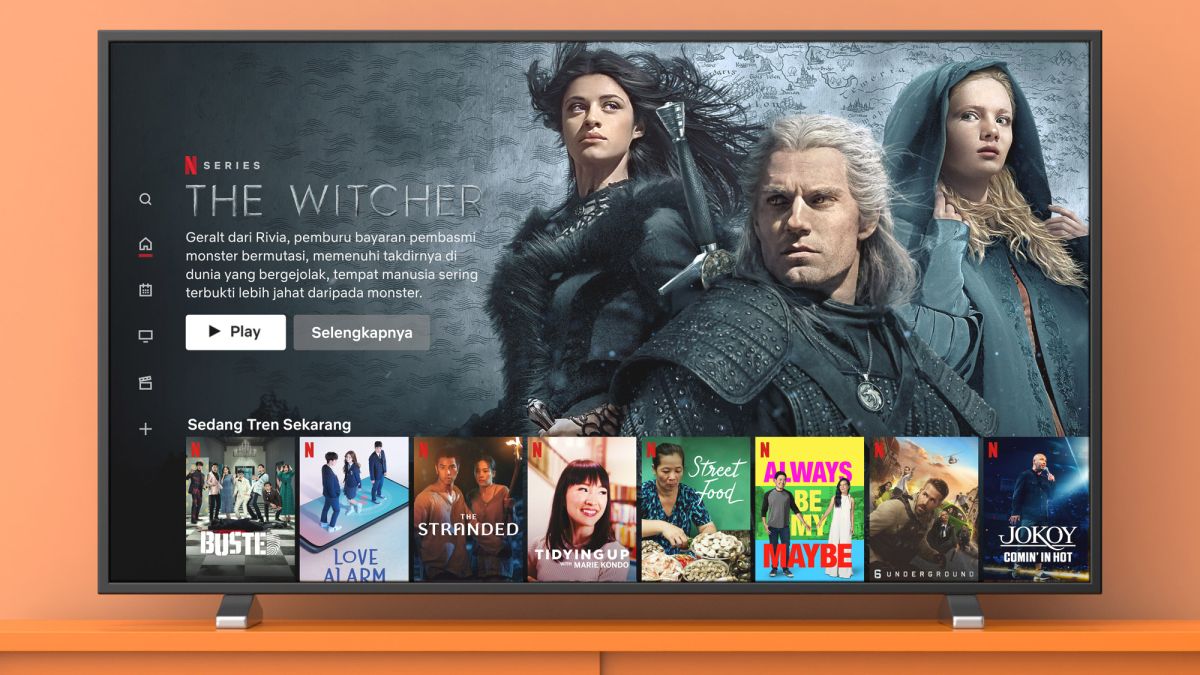 N SERIES
THE WITCHER
Geralt dari Rivia, pemburu bayaran pembasmi
monster bermutasi, memenuhi takdirnya di
dunia yang bergejolak, tempat manusia sering
terbukti lebih jahat daripada monster.
Play
Selengkapnya
Sedang Tren Sekarang
N
BUSTE
N
LOVE
ALARM
N
THE
STRANDED
N
TIDYING UP
WITH MARIE KONDO
N
Street
Food
N
ALWAYS
BE
MY
MAYBE
N
6 UNDERGROUND
N
JOKOY
COMIN' IN HOT